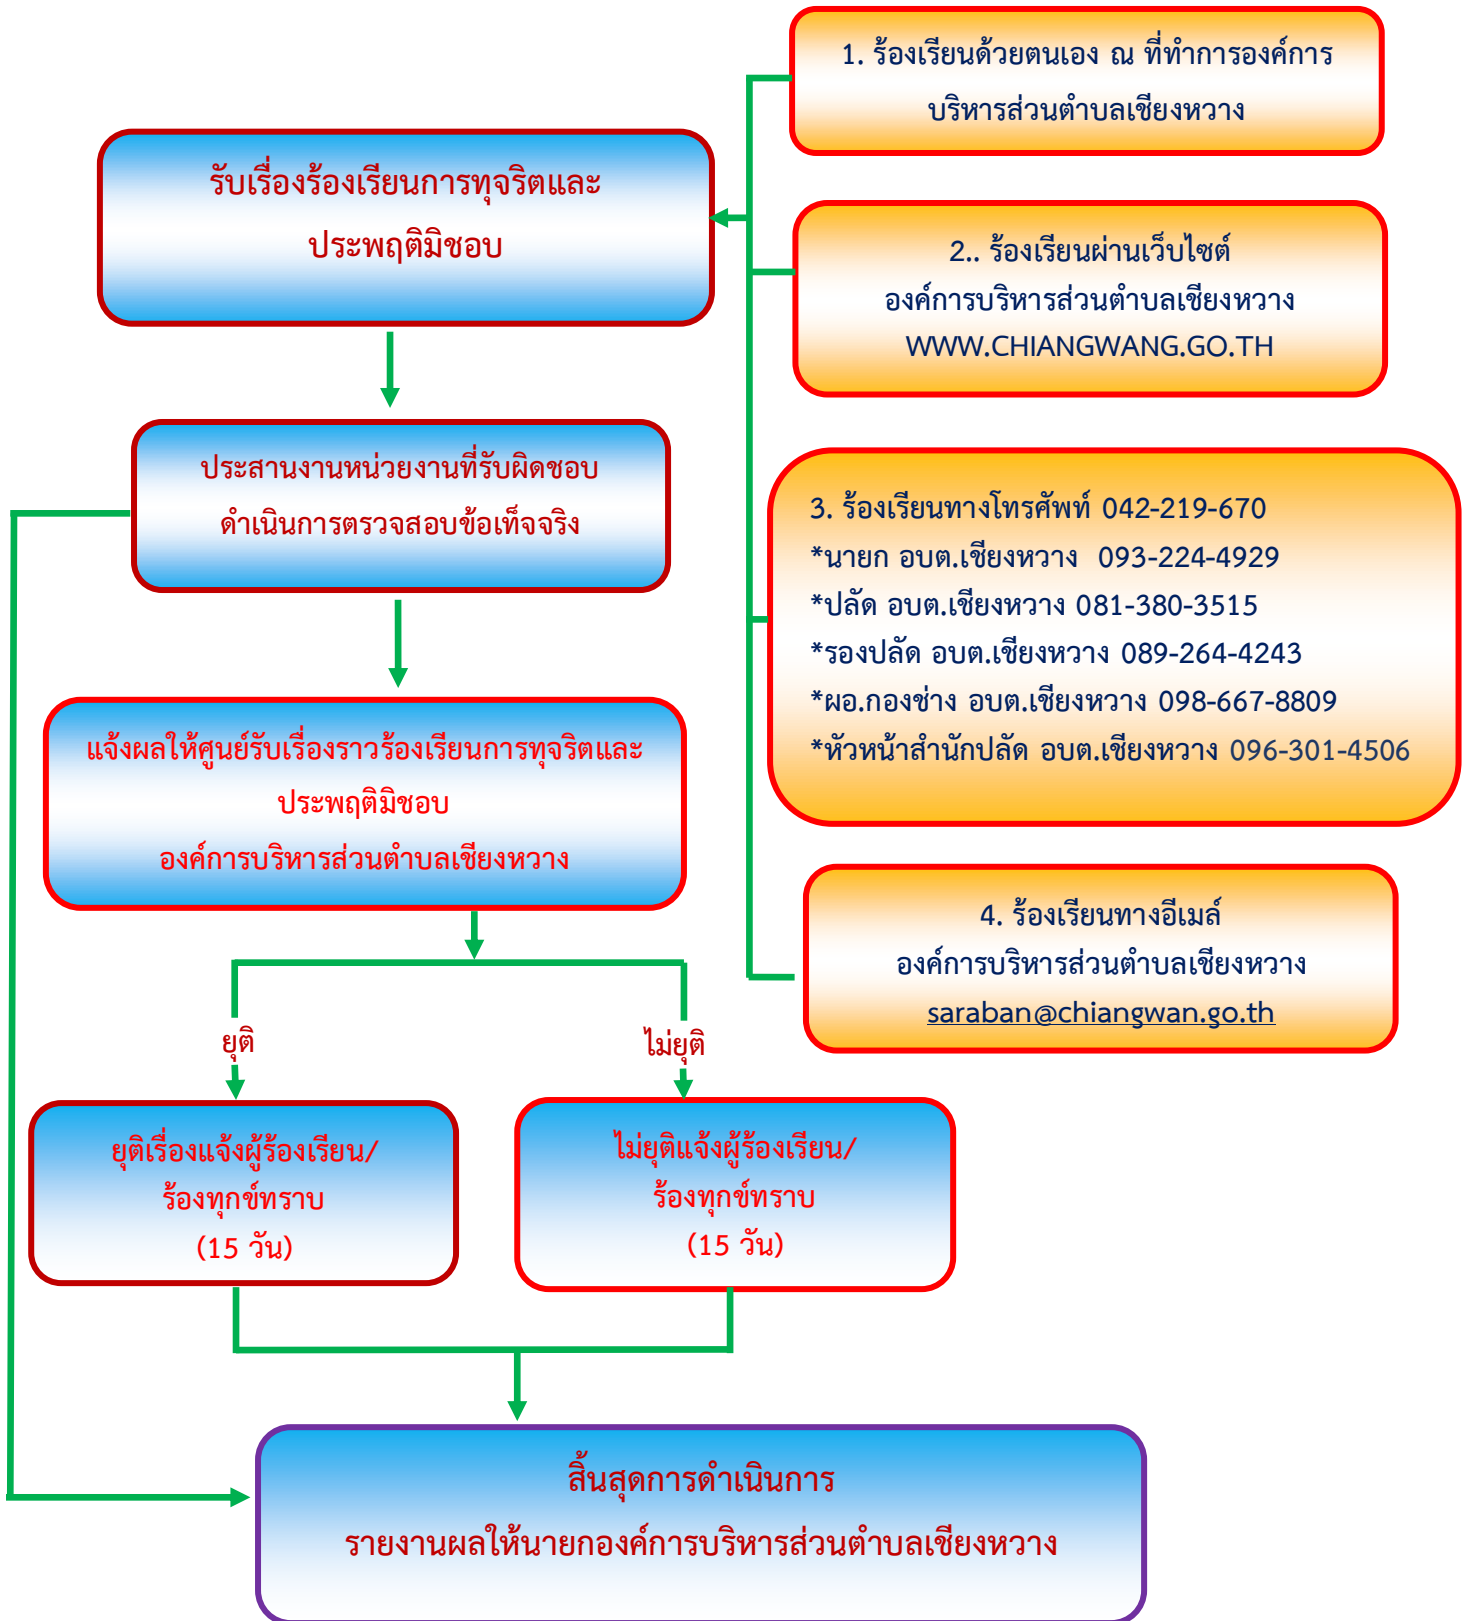 1. ร้องเรียนด้วยตนเอง ณ ที่ทำการองค์การ
บริหารส่วนตำบลเชียงหวาง
รับเรื่องร้องเรียนการทุจริตและ
ประพฤติมิชอบ
2.. ร้องเรียนผ่านเว็บไซต์
องค์การบริหารส่วนตำบลเชียงหวาง
WWW.CHIANGWANG.GO.TH
ประสานงานหน่วยงานที่รับผิดชอบ
ดำเนินการตรวจสอบข้อเท็จจริง
3. ร้องเรียนทางโทรศัพท์ 042-219-670
*นายก อบต.เชียงหวาง 093-224-4929
*ปลัด อบต.เชียงหวาง 081-380-3515
*รองปลัด อบต.เชียงหวาง 089-264-4243
*ผอ.กองช่าง อบต.เชียงหวาง 098-667-8809
*หัวหน้าสำนักปลัด อบต.เชียงหวาง 096-301-4506
แจ้งผลให้ศูนย์รับเรื่องราวร้องเรียนการทุจริตและ
ประพฤติมิชอบ
องค์การบริหารส่วนตำบลเชียงหวาง
4. ร้องเรียนทางอีเมล์
องค์การบริหารส่วนตำบลเชียงหวาง
saraban@chiangwan.go.th
ยุติ
ไม่ยุติ
ยุติเรื่องแจ้งผู้ร้องเรียน/
ร้องทุกข์ทราบ
(15 วัน)
ไม่ยุติแจ้งผู้ร้องเรียน/
ร้องทุกข์ทราบ
(15 วัน)
สิ้นสุดการดำเนินการ
รายงานผลให้นายกองค์การบริหารส่วนตำบลเชียงหวาง